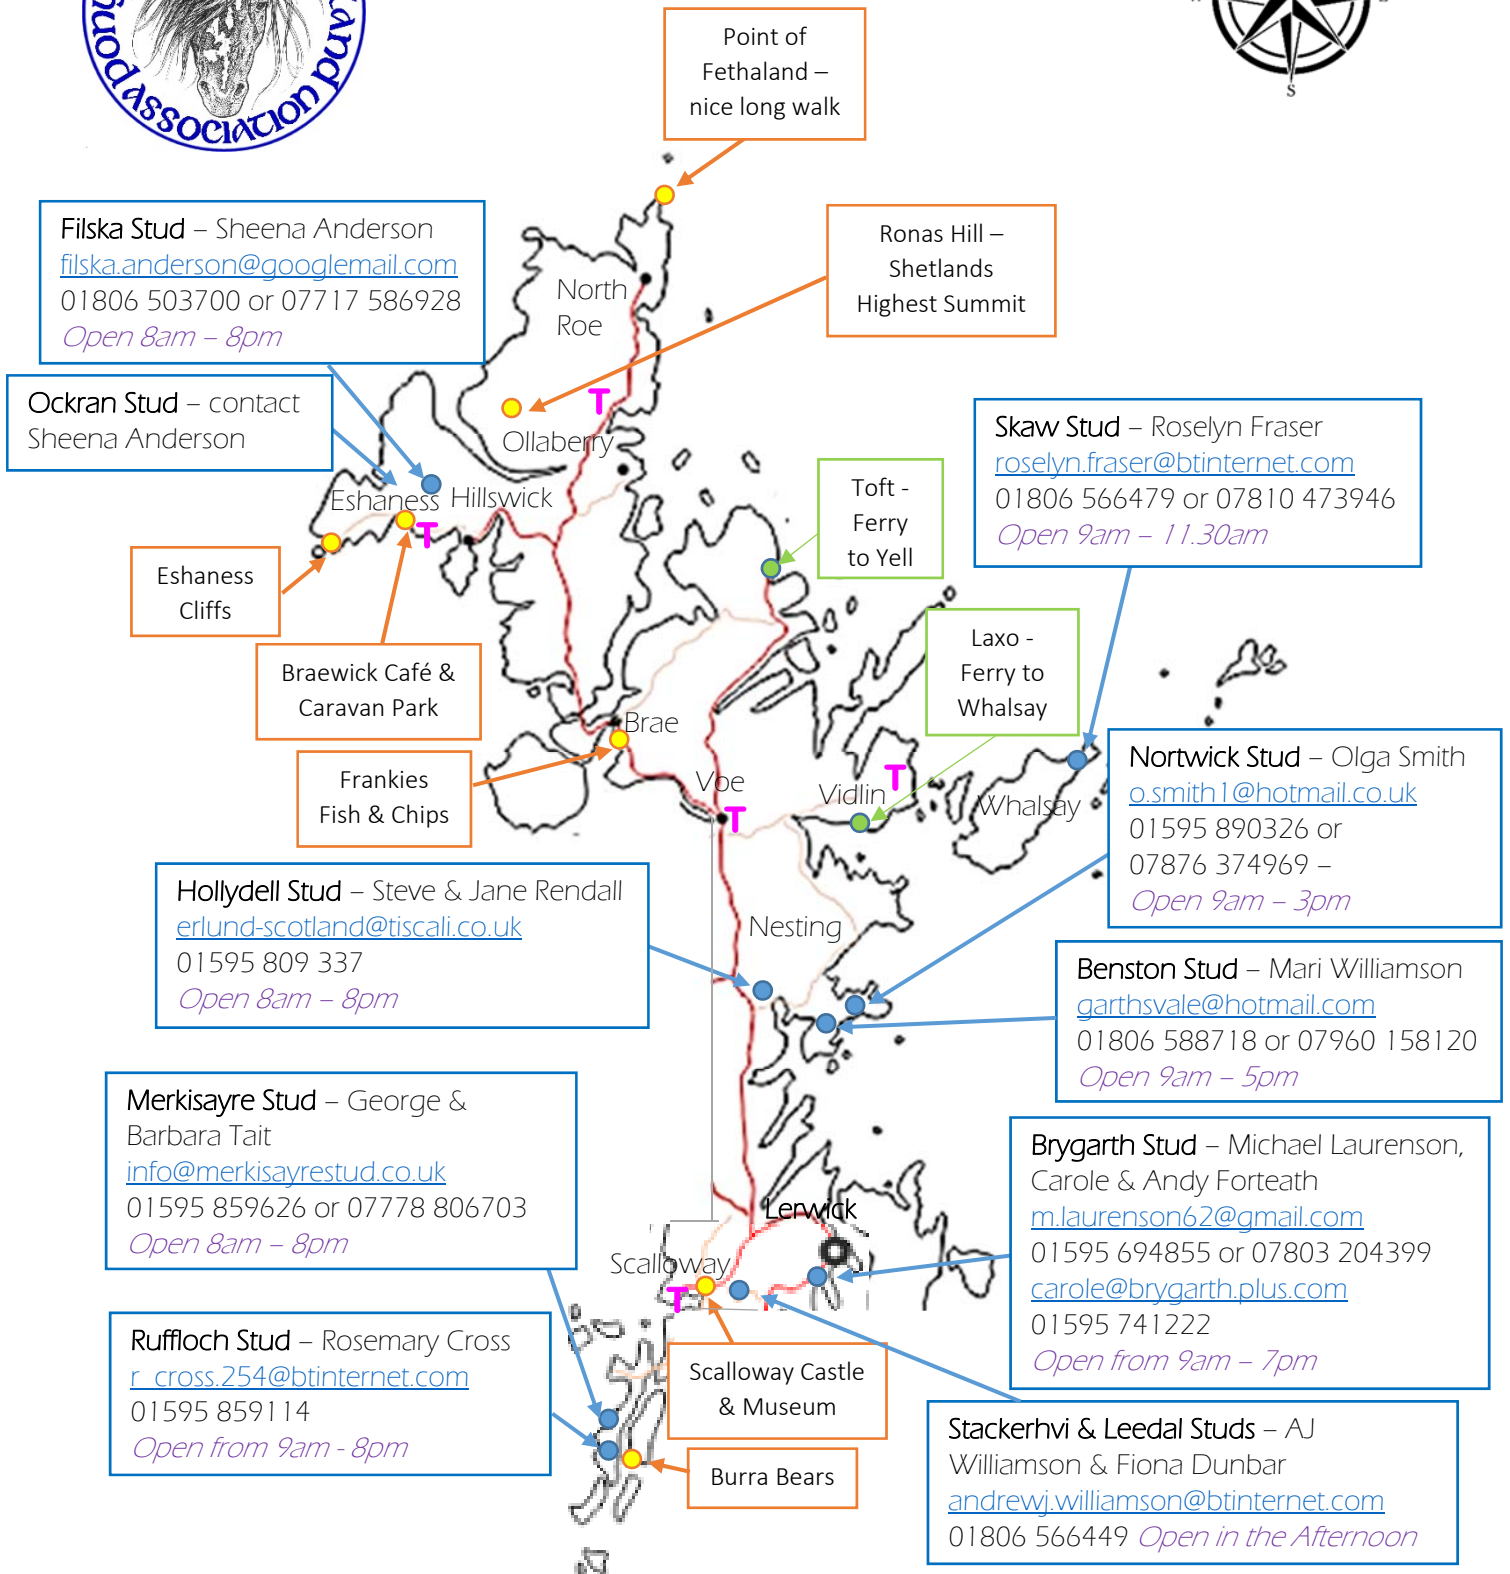 pony
ASSOCIATION
Point of
Fethaland –
nice long walk
S
Filska Stud – Sheena Anderson
filska.anderson@googlemail.com
01806 503700 or 07717 586928
Open 8am – 8pm
Ronas Hill –
Shetlands
Highest Summit
North
Roe
Ockran Stud – contact
Sheena Anderson
T
Ollaberry
Skaw Stud – Roselyn Fraser
roselyn.fraser@btinternet.com
01806 566479 or 07810 473946
Open 9am – 11.30am
Toft -
Ferry
to Yell
Eshaness
Hillswick
T
Eshaness
Cliffs
Braewick Café &
Caravan Park
Laxo -
Ferry to
Whalsay
Brae
Frankies
Fish & Chips
Voe
T
Vidlin
T
Whalsay
Nortwick Stud – Olga Smith
o.smith1@hotmail.co.uk
01595 890326 or
07876 374969 –
Open 9am – 3pm
Hollydell Stud – Steve & Jane Rendall
erlund-scotland@tiscali.co.uk
01595 809 337
Open 8am – 8pm
Nesting
Benston Stud – Mari Williamson
garthsvale@hotmail.com
01806 588718 or 07960 158120
Open 9am – 5pm
Merkisayre Stud – George &
Barbara Tait
info@merkisayrestud.co.uk
01595 859626 or 07778 806703
Open 8am – 8pm
Brygarth Stud – Michael Laurenson,
Carole & Andy Forteath
m.laurenson62@gmail.com
01595 694855 or 07803 204399
carole@brygarth.plus.com
01595 741222
Open from 9am – 7pm
Lerwick
Scalloway
T
Ruffloch Stud – Rosemary Cross
r_cross.254@btinternet.com
01595 859114
Open from 9am - 8pm
Scalloway Castle
& Museum
Burra Bears
Stackerhvi & Leedal Studs – AJ
Williamson & Fiona Dunbar
andrewj.williamson@btinternet.com
01806 566449 Open in the Afternoon